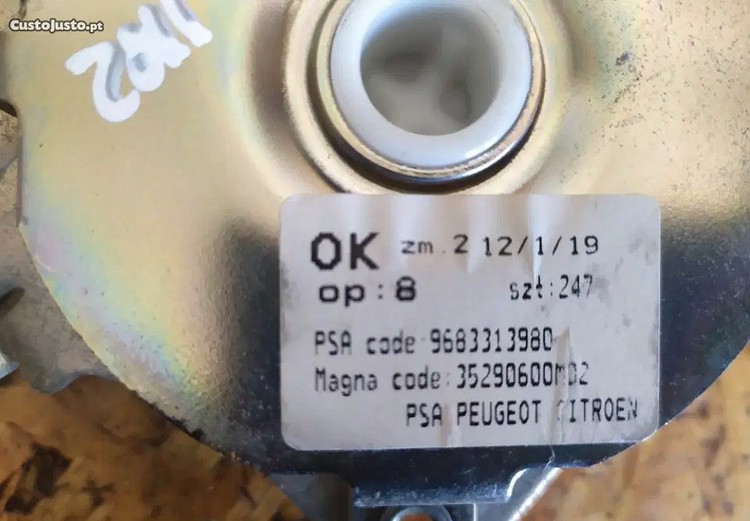 CustoJusto.pt
OK zm.2 12/1/19
op:8 szt:247
PSA code 9683313980
Magna code:35290600M02
PSA PEUGEOT CITROEN